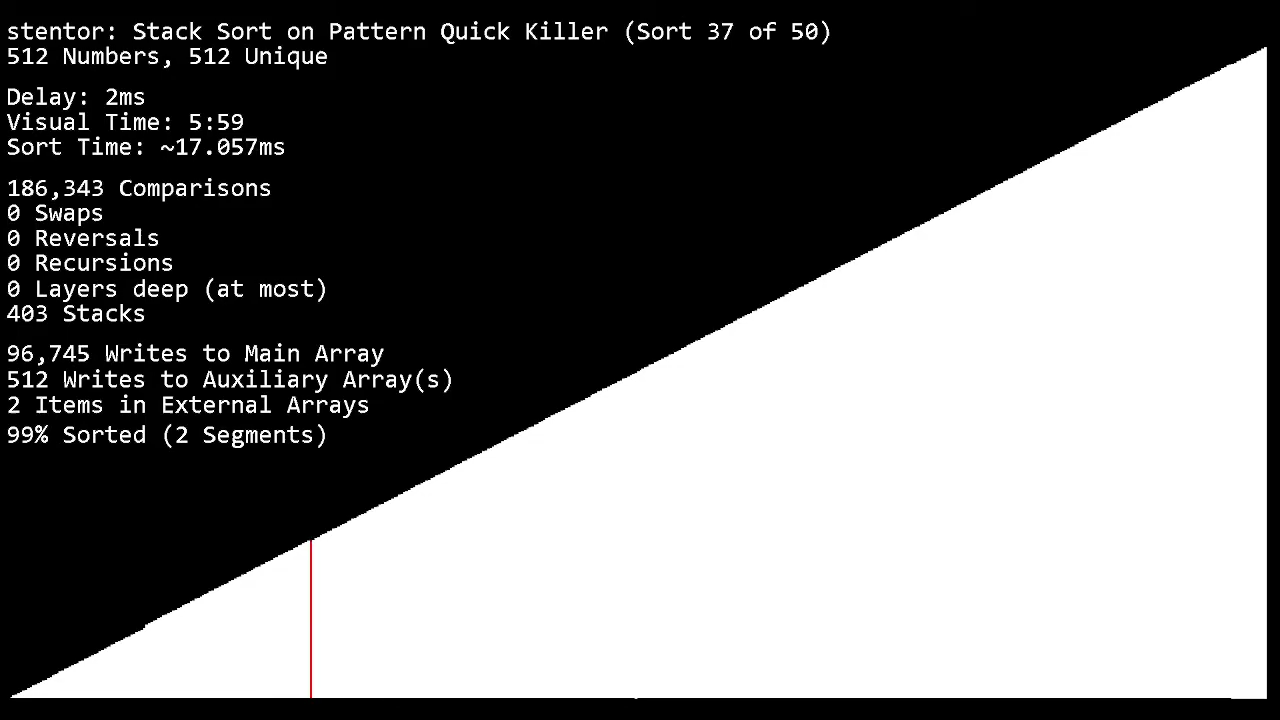 stentor: Stack Sort on Pattern Quick Killer (Sort 37 of 50)
512 Numbers, 512 Unique
Delay: 2ms
Visual Time: 5:59
Sort Time: ~17.057ms
186,343 Comparisons
0 Swaps
0 Reversals
0 Recursions
0 Layers deep (at most)
403 Stacks
96,745 Writes to Main Array
512 Writes to Auxiliary Array(s)
2 Items in External Arrays
99% Sorted (2 Segments)